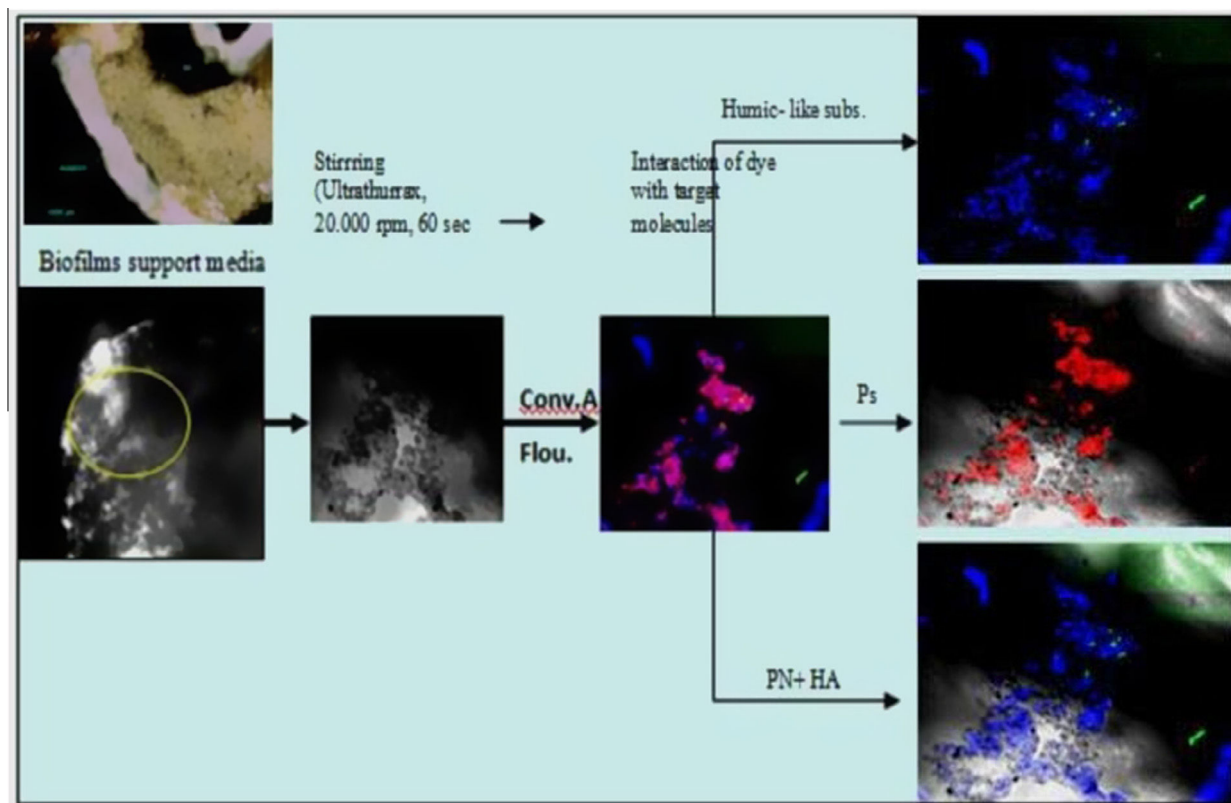 Humic- like subs.
Stirrring
(Ultrathurrax,
20.000 rpm, 60 sec
Interaction of dye
with target
molecules
Biofilms support media
Conv.A
Flou.
Ps
PN+ HA